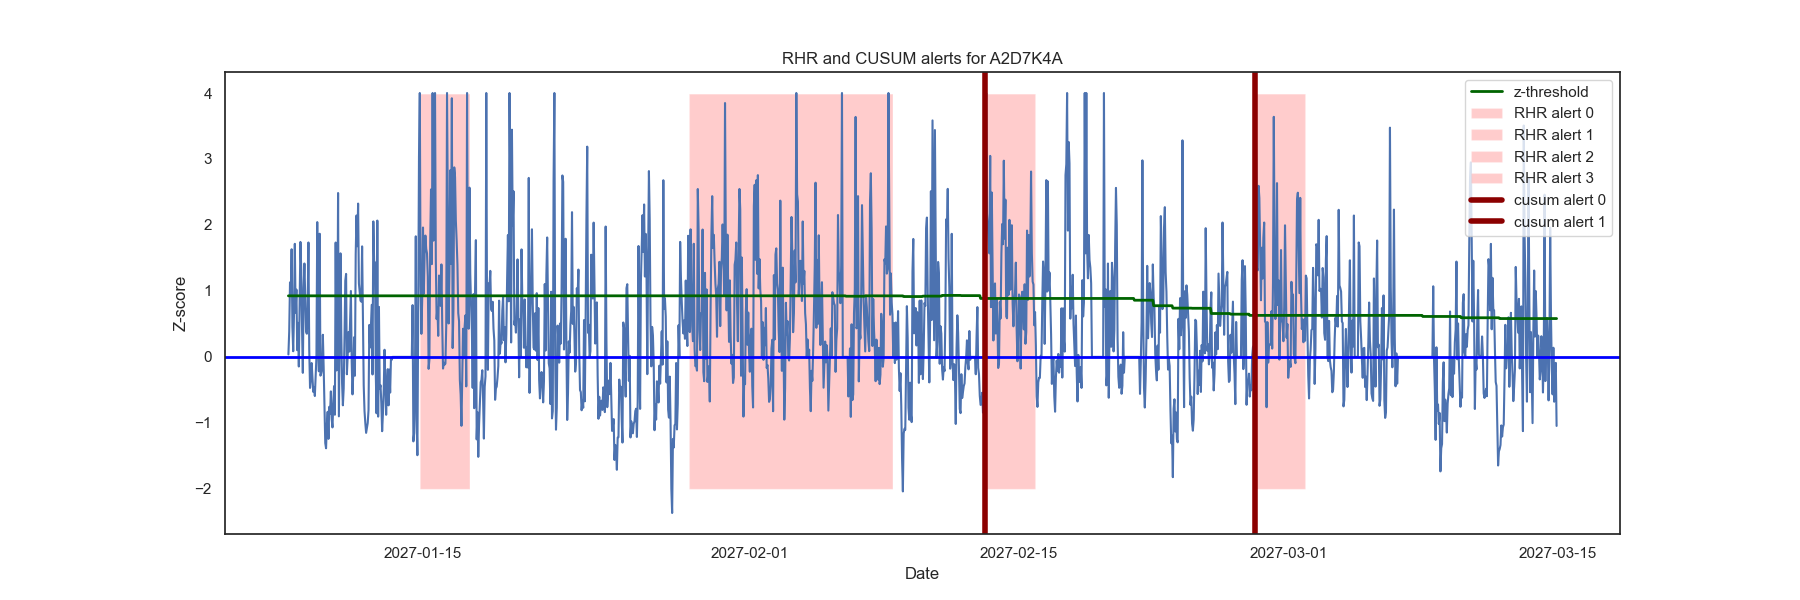 RHR and CUSUM alerts for A2D7K4A
4
3
2
1
0
−1
−2
Z-score
z-threshold
RHR alert 0
RHR alert 1
RHR alert 2
RHR alert 3
cusum alert 0
cusum alert 1
2027-01-15
2027-02-01
2027-02-15
2027-03-01
2027-03-15
Date